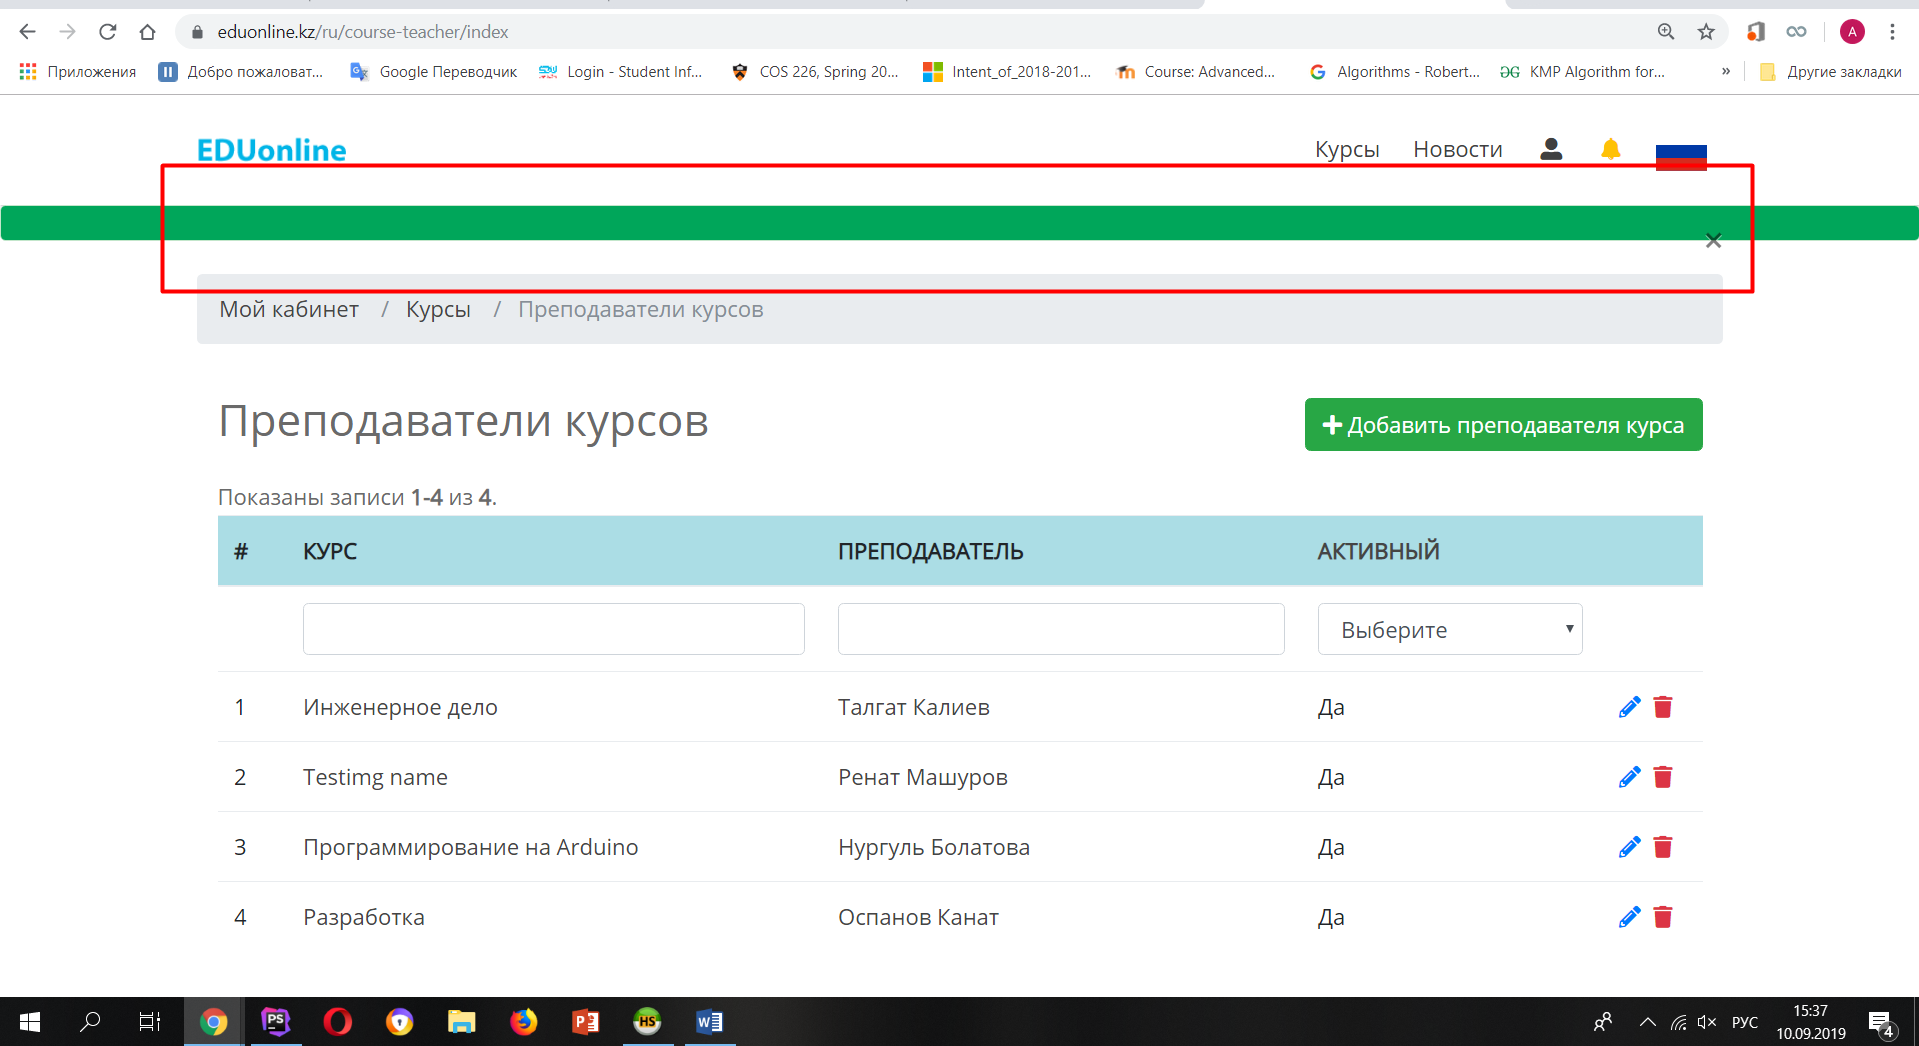 eduonline.kz/ru/course-teacher/index
A
Приложения
Добро пожаловат...
Google Переводчик
Login - Student Inf...
COS 226, Spring 20...
Intent_of_2018-201...
Course: Advanced...
Algorithms - Robert...
KMP Algorithm for...
»
Другие закладки
EDUonline
Курсы
Новости
×
Мой кабинет / Курсы / Преподаватели курсов
Преподаватели курсов
+ Добавить преподавателя курса
Показаны записи 1-4 из 4.
# КУРС ПРЕПОДАВАТЕЛЬ АКТИВНЫЙ
Выберите
1 Инженерное дело Талгат Калиев Да
2 Testimg name Ренат Машуров Да
3 Программирование на Arduino Нургуль Болатова Да
4 Разработка Оспанов Канат Да
PS
P
HS
W
РУС
15:37
10.09.2019
4